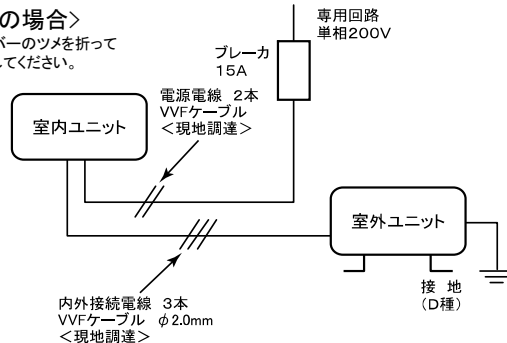 の場合>
バーのツメを折って
してください。
専用回路
単相200V
ブレーカ
15A
電源電線 2本
VVFケーブル
<現地調達>
室内ユニット
室外ユニット
接 地
(D種)
内外接続電線 3本
VVFケーブル φ2.0mm
<現地調達>